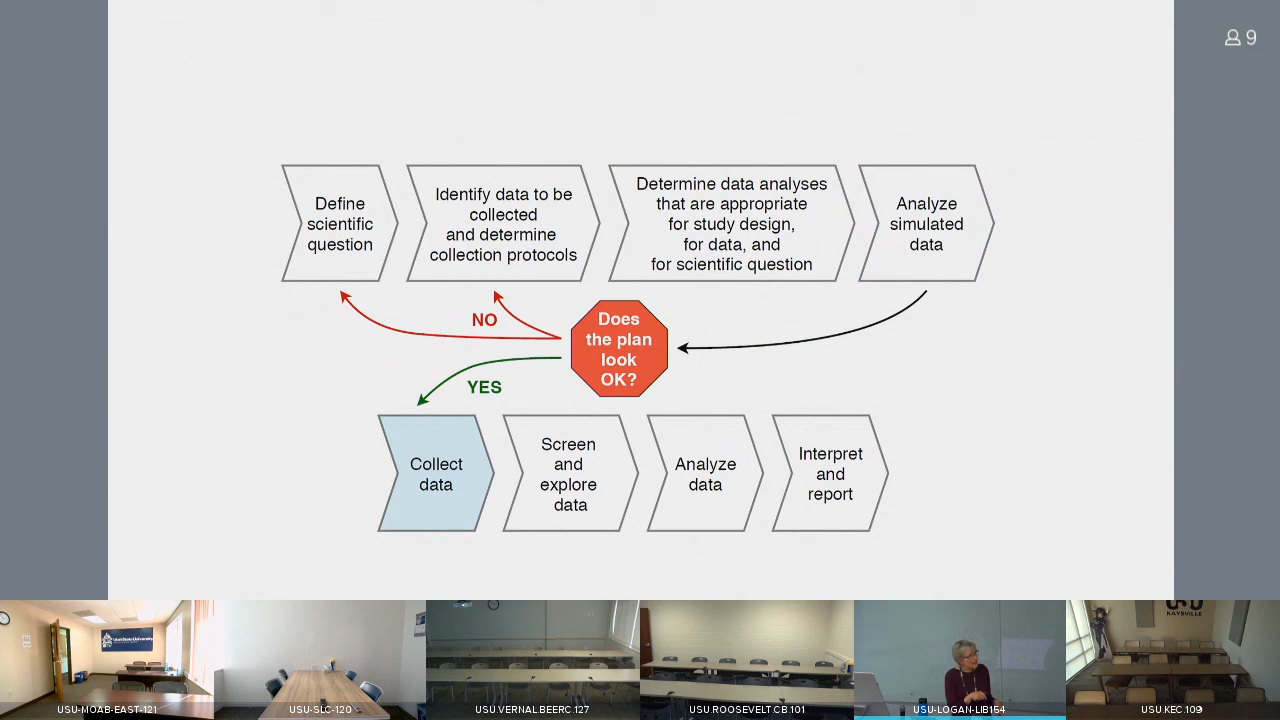 9
Define
scientific
question
Identify data to be
collected
and determine
collection protocols
Determine data analyses
that are appropriate
for study design,
for data, and
for scientific question
Analyze
simulated
data
NO
Does
the plan
look
OK?
YES
Collect
data
Screen
and
explore
data
Analyze
data
Interpret
and
report
UtahStateUniversity
USU
KAYSVILLE
USU-MOAB-EAST-121
USU-SLC-120
USU.VERNAL.BEERC.127
USU.ROOSEVELT.CB.101
USU-LOGAN-LIB154
USU.KEC.109